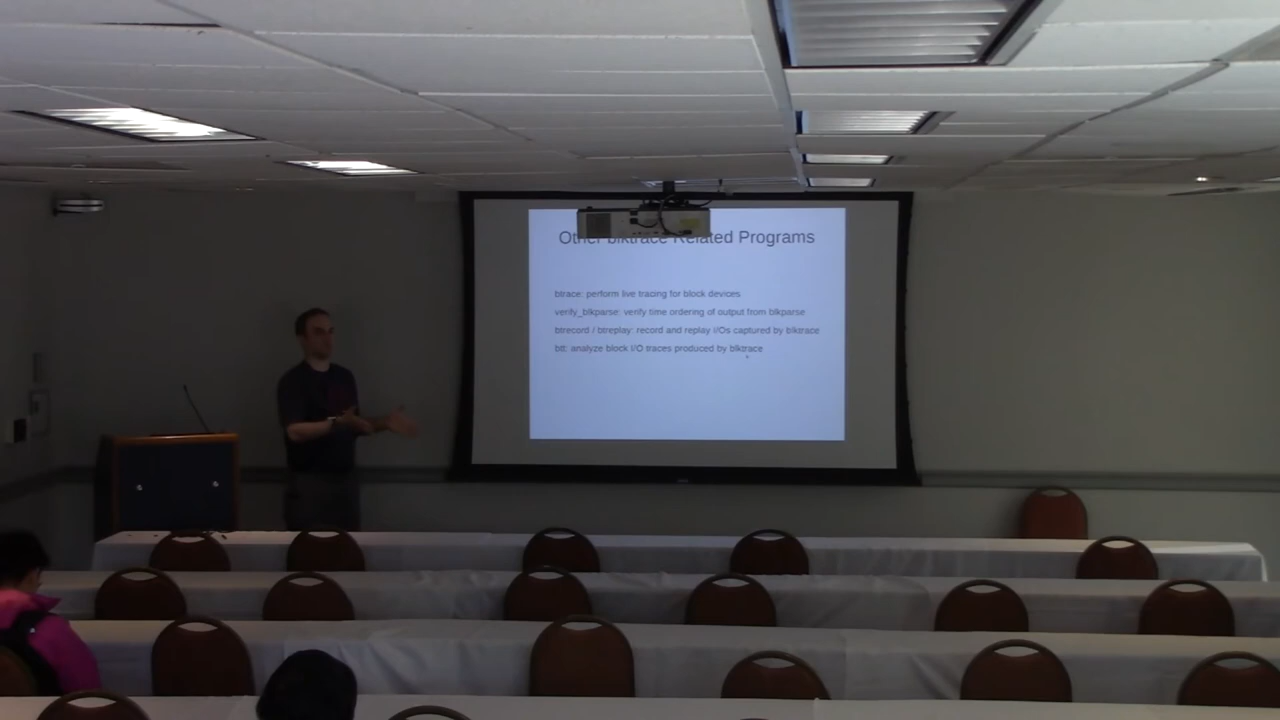 Other blktrace Related Programs
btrace: perform live tracing for block devices
verify_blkparse: verify time ordering of output from blkparse
btrecord / btreplay: record and replay I/Os captured by blktrace
btt: analyze block I/O traces produced by blktrace